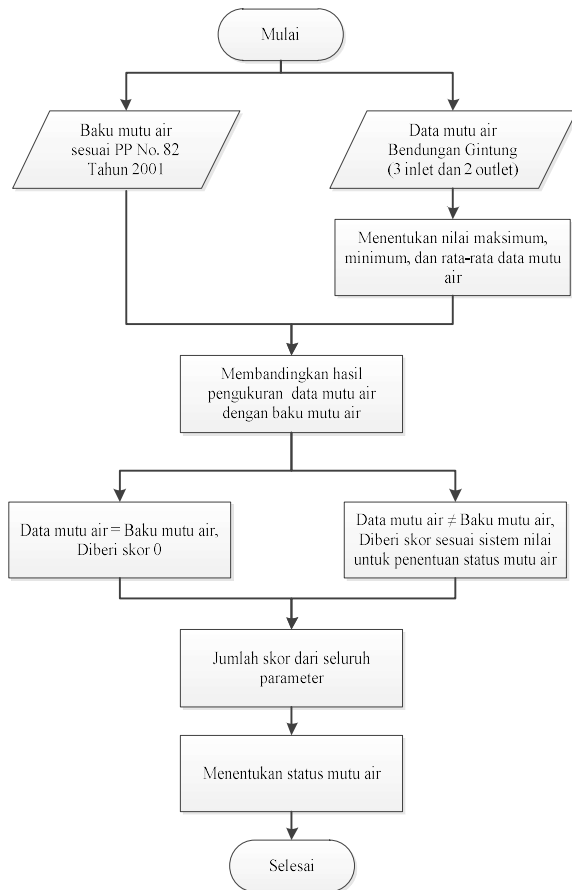 Mulai
Baku mutu air
sesuai PP No. 82
Tahun 2001
Data mutu air
Bendungan Gintung
(3 inlet dan 2 outlet)
Menentukan nilai maksimum,
minimum, dan rata-rata data mutu
air
Membandingkan hasil
pengukuran data mutu air
dengan baku mutu air
Data mutu air = Baku mutu air,
Diberi skor 0
Data mutu air ≠ Baku mutu air,
Diberi skor sesuai sistem nilai
untuk penentuan status mutu air
Jumlah skor dari seluruh
parameter
Menentukan status mutu air
Selesai